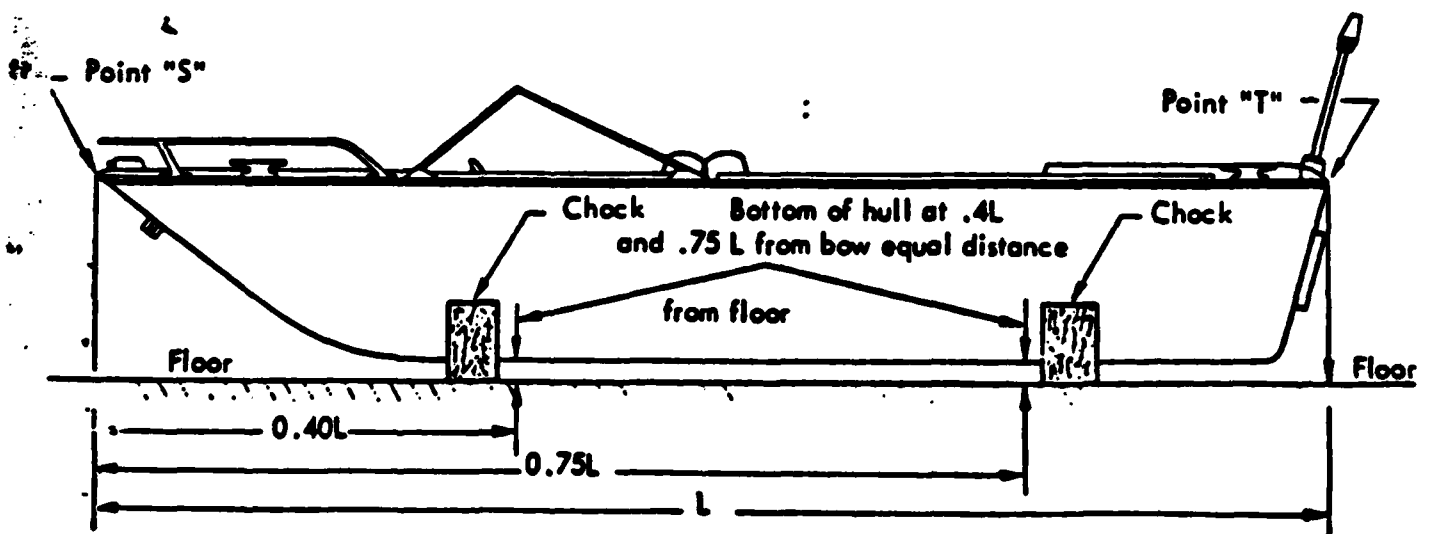 Point "S"
Point "T"
Chock
Bottom of hull at .4L
and .75 L from bow equal distance
from floor
Chock
Floor
Floor
0.40L
0.75L
L